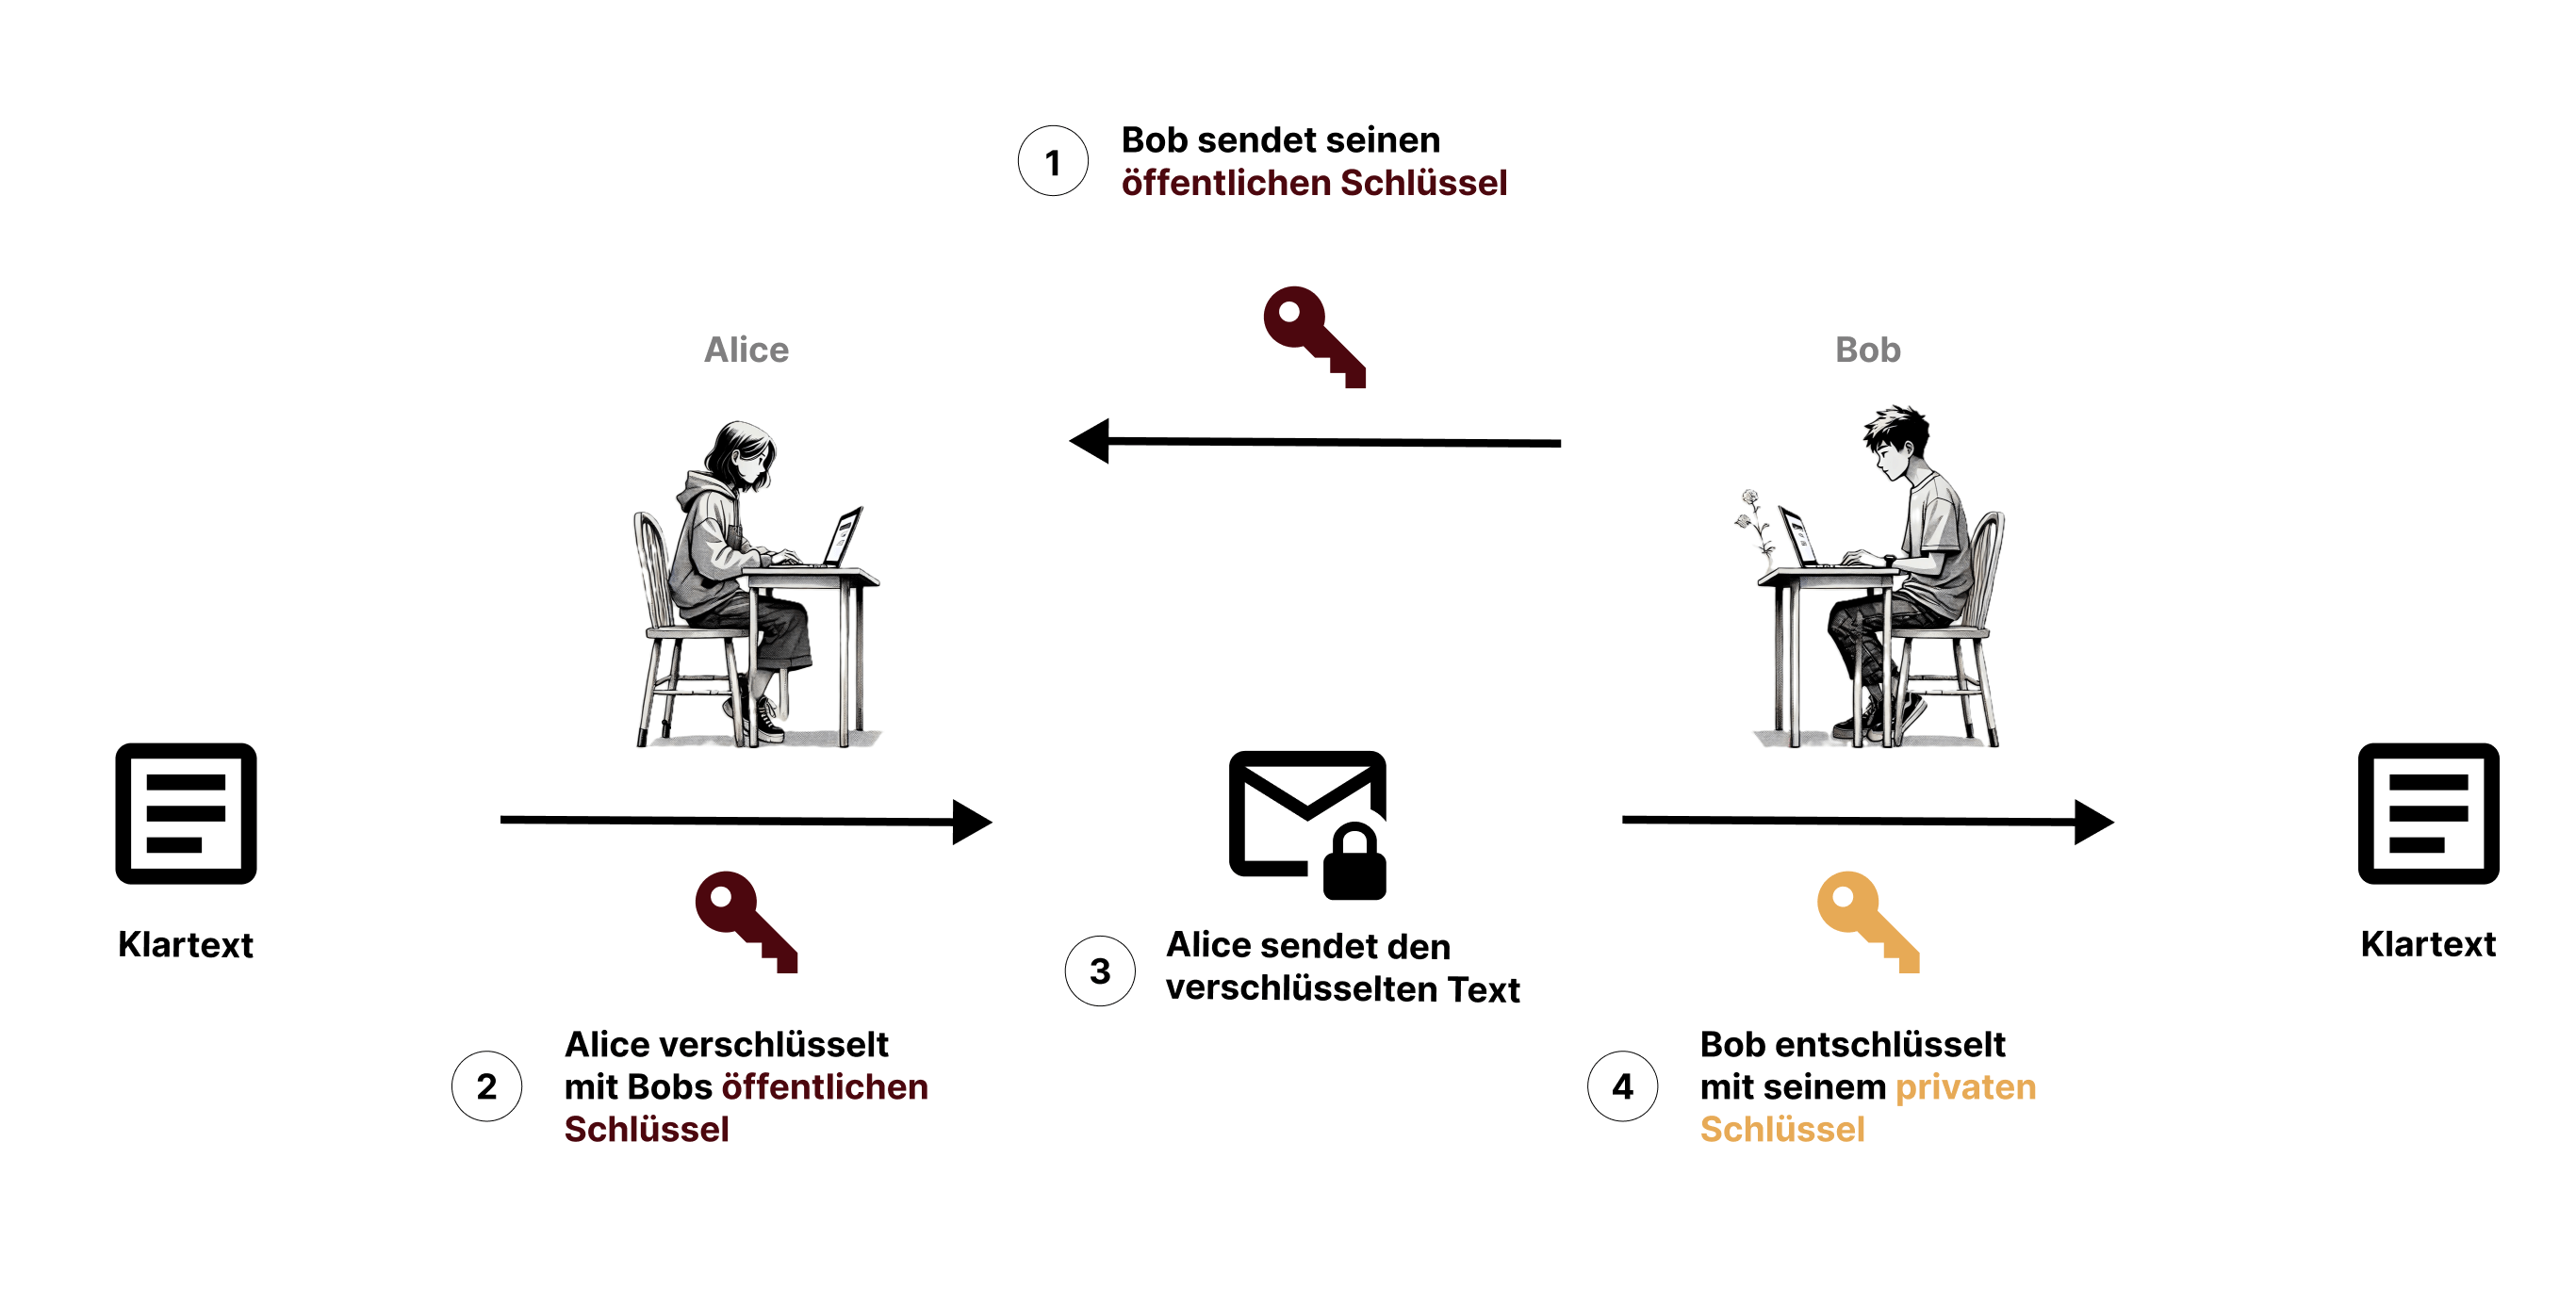 1
Bob sendet seinen
öffentlichen Schlüssel
Alice
Bob
Klartext
2
Alice verschlüsselt
mit Bobs öffentlichen
Schlüssel
3
Alice sendet den
verschlüsselten Text
4
Bob entschlüsselt
mit seinem privaten
Schlüssel
Klartext